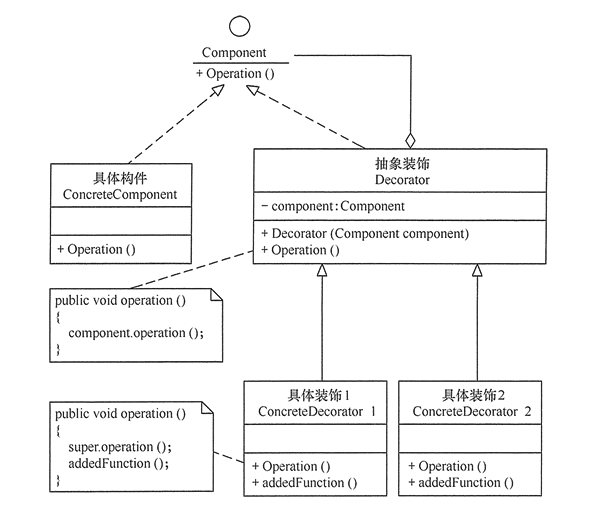 Component
+ Operation ()
具体构件
ConcreteComponent
+ Operation ()
抽象装饰
Decorator
− component:Component
+ Decorator (Component component)
+ Operation ()
public void operation ()
{
component.operation ();
}
具体装饰1
ConcreteDecorator 1
+ Operation ()
+ addedFunction ()
具体装饰2
ConcreteDecorator 2
+ Operation ()
+ addedFunction ()
public void operation ()
{
super.operation ();
addedFunction ();
}